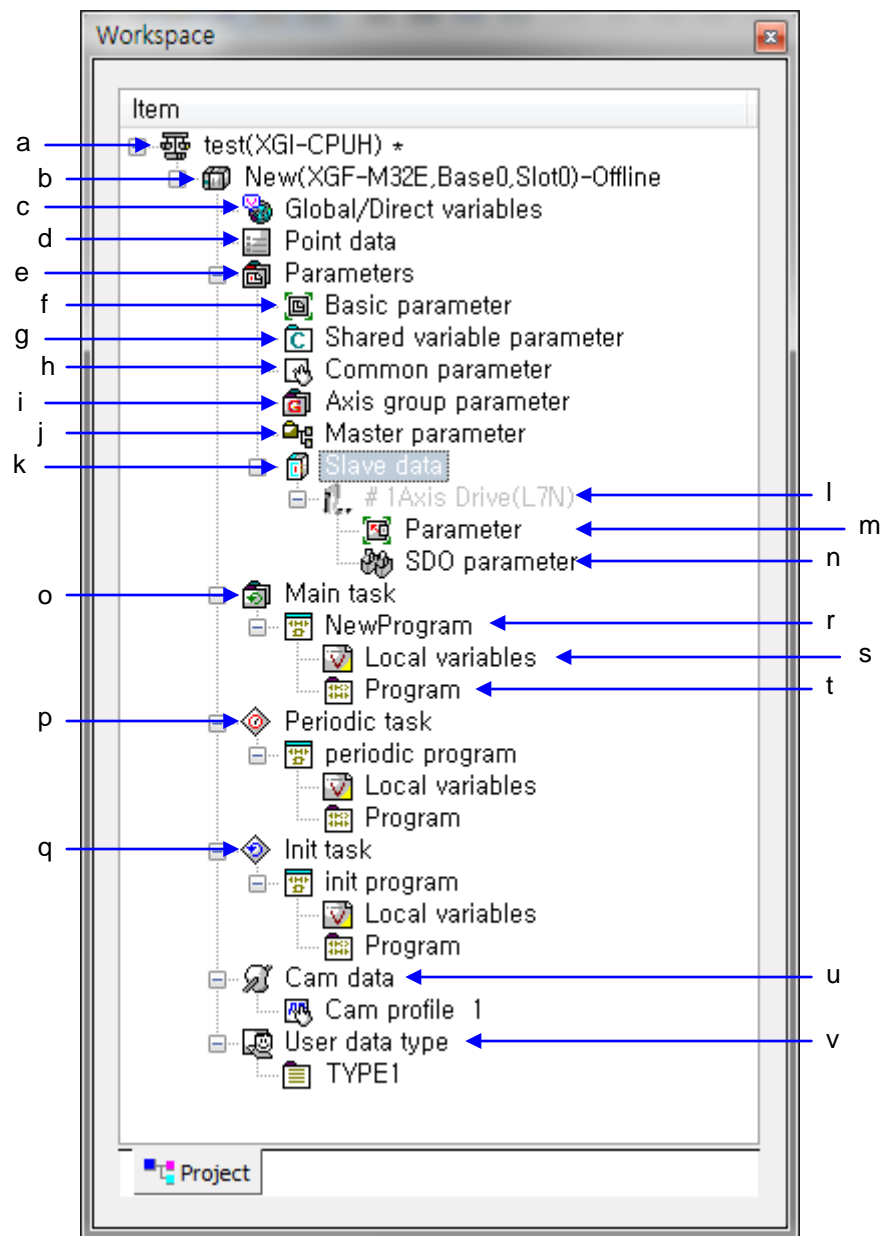 Workspace
Item
a test(XGI-CPUH) *
b New(XGF-M32E,Base0,Slot0)-Offline
c Global/Direct variables
d Point data
e Parameters
f Basic parameter
g Shared variable parameter
h Common parameter
i Axis group parameter
j Master parameter
k Slave data
#1Axis Drive(L7N) l
Parameter m
SDO parameter n
o Main task
NewProgram r
Local variables s
Program t
p Periodic task
periodic program
Local variables
Program
q Init task
init program
Local variables
Program
Cam data u
Cam profile 1
User data type v
TYPE1
Project